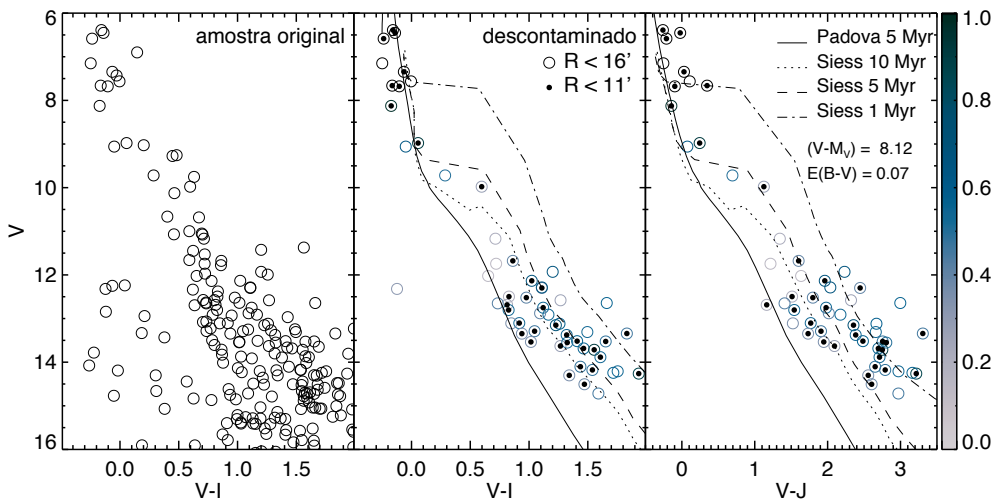 amostra original
descontaminado
R < 16'
R < 11'
Padova 5 Myr
Siess 10 Myr
Siess 5 Myr
Siess 1 Myr
(V-MV) = 8.12
E(B-V) = 0.07
V
6
8
10
12
14
16
0.0 0.5 1.0 1.5
V-I
0.0 0.5 1.0 1.5
V-I
0 1 2 3
V-J
1.0
0.8
0.6
0.4
0.2
0.0